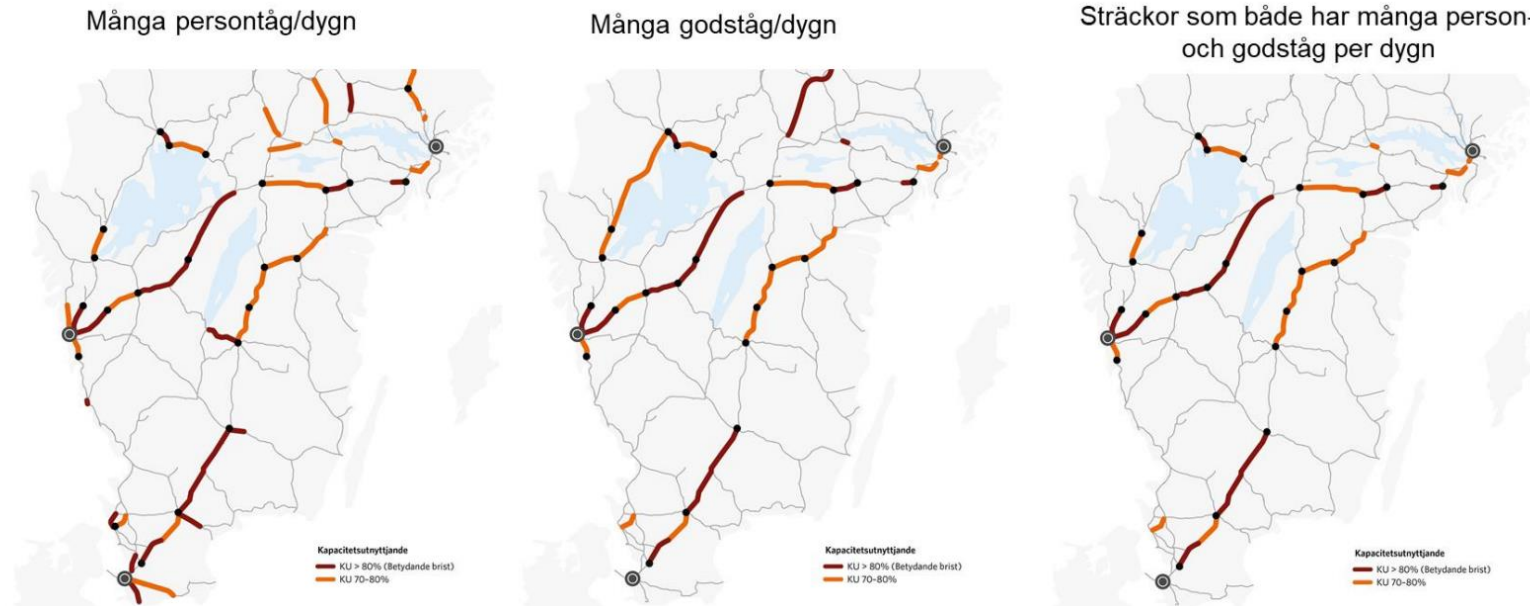 Många persontåg/dygn
Många godståg/dygn
Sträckor som både har många person-
och godståg per dygn
Kapacitetsutnyttjande
KU > 80% (Betydande brist)
KU 70-80%
Kapacitetsutnyttjande
KU > 80% (Betydande brist)
KU 70-80%
Kapacitetsutnyttjande
KU > 80% (Betydande brist)
KU 70-80%